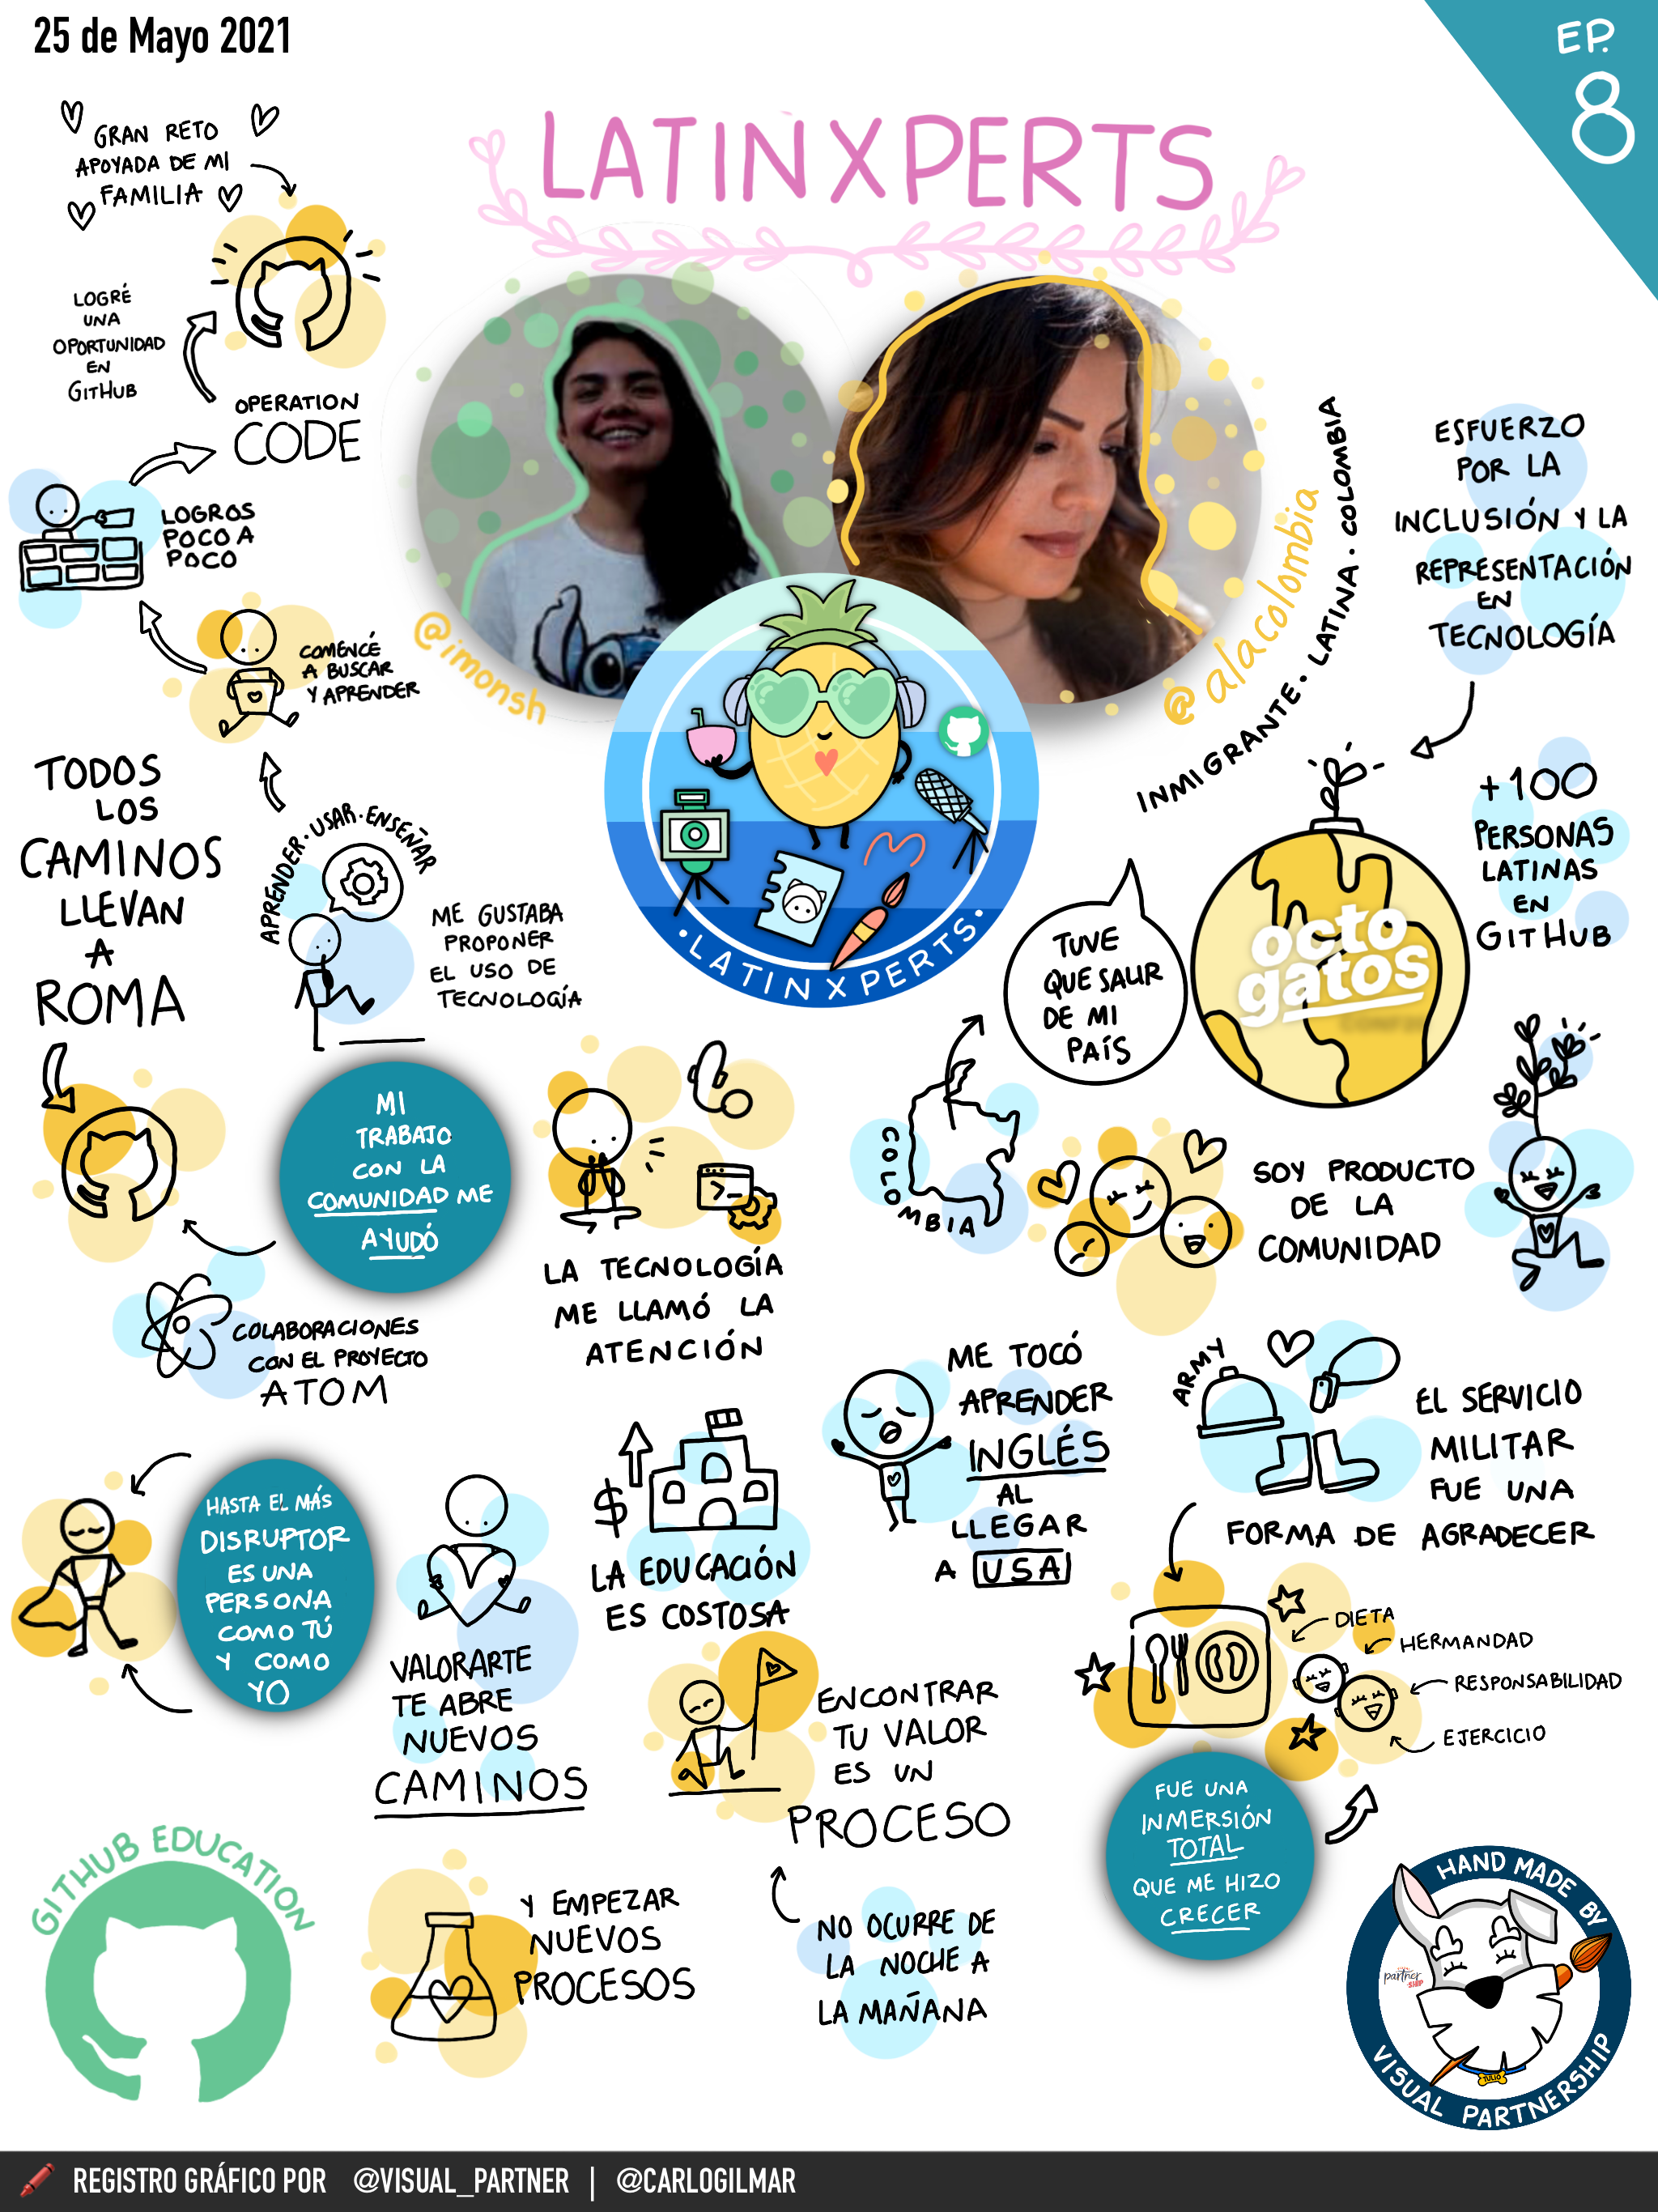 25 de Mayo 2021
EP.
8
LATINXPERTS
GRAN RETO
APOYADA DE MI
FAMILIA
LOGRÉ
UNA
OPORTUNIDAD
EN
GITHUB
OPERATION
CODE
LOGROS
POCO A
POCO
COMENCÉ
A BUSCAR
Y APRENDER
APRENDER · USAR · ENSEÑAR
ME GUSTABA
PROPONER
EL USO DE
TECNOLOGÍA
TODOS
LOS
CAMINOS
LLEVAN
A
ROMA
@imonsh
@alacolombia
INMIGRANTE · LATINA · COLOMBIA
· LATINXPERTS ·
ESFUERZO
POR LA
INCLUSIÓN Y LA
REPRESENTACIÓN
EN
TECNOLOGÍA
+100
PERSONAS
LATINAS
EN
GITHUB
octo
gatos
TUVE
QUE SALIR
DE MI
PAÍS
COLOMBIA
SOY PRODUCTO
DE LA
COMUNIDAD
MI
TRABAJO
CON LA
COMUNIDAD ME
AYUDÓ
LA TECNOLOGÍA
ME LLAMÓ LA
ATENCIÓN
COLABORACIONES
CON EL PROYECTO
ATOM
ME TOCÓ
APRENDER
INGLÉS
AL
LLEGAR
A USA
ARMY
EL SERVICIO
MILITAR
FUE UNA
FORMA DE AGRADECER
HASTA EL MÁS
DISRUPTOR
ES UNA
PERSONA
COMO TÚ
Y COMO
YO
VALORARTE
TE ABRE
NUEVOS
CAMINOS
$
LA EDUCACIÓN
ES COSTOSA
ENCONTRAR
TU VALOR
ES UN
PROCESO
DIETA
HERMANDAD
RESPONSABILIDAD
EJERCICIO
FUE UNA
INMERSIÓN
TOTAL
QUE ME HIZO
CRECER
GITHUB EDUCATION
Y EMPEZAR
NUEVOS
PROCESOS
NO OCURRE DE
LA NOCHE A
LA MAÑANA
HAND MADE BY
partner
SHIP
TULIO
VISUAL PARTNERSHIP
REGISTRO GRÁFICO POR @VISUAL_PARTNER | @CARLOGILMAR